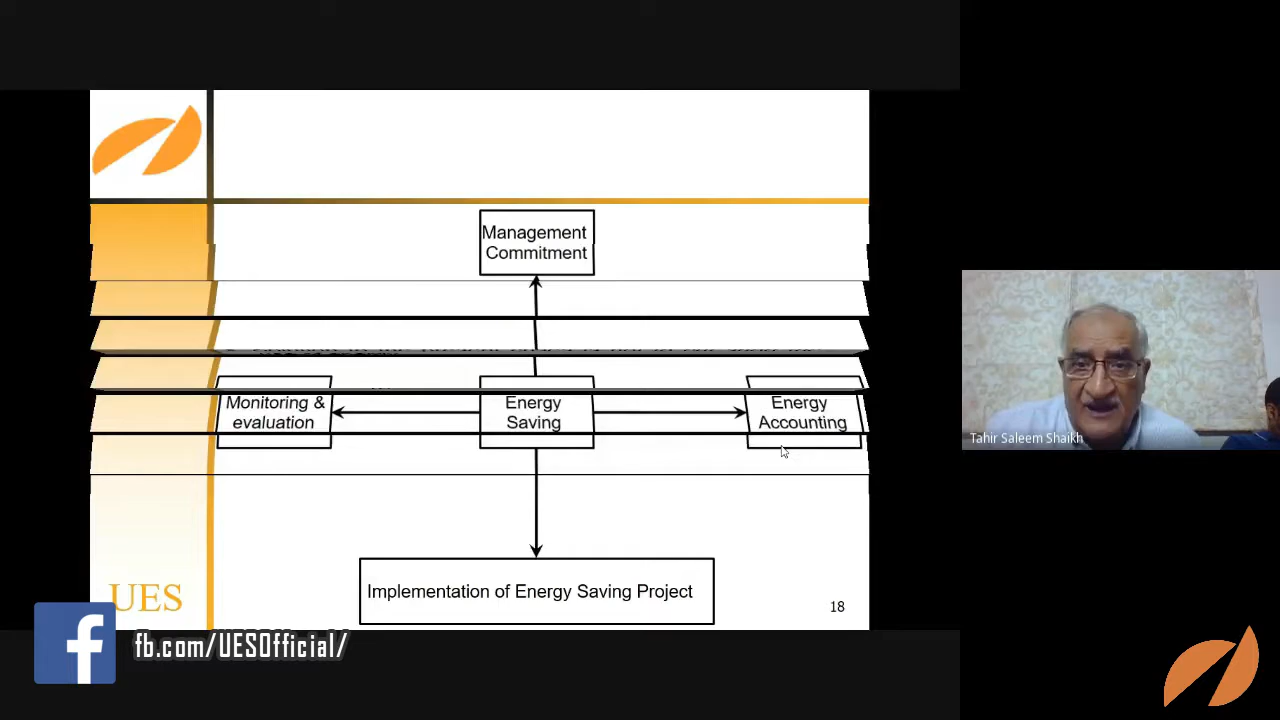 Management
Commitment
Monitoring &
evaluation
Energy
Saving
Energy
Accounting
Implementation of Energy Saving Project
18
UES
fb.com/UESOfficial/
Tahir Saleem Shaikh